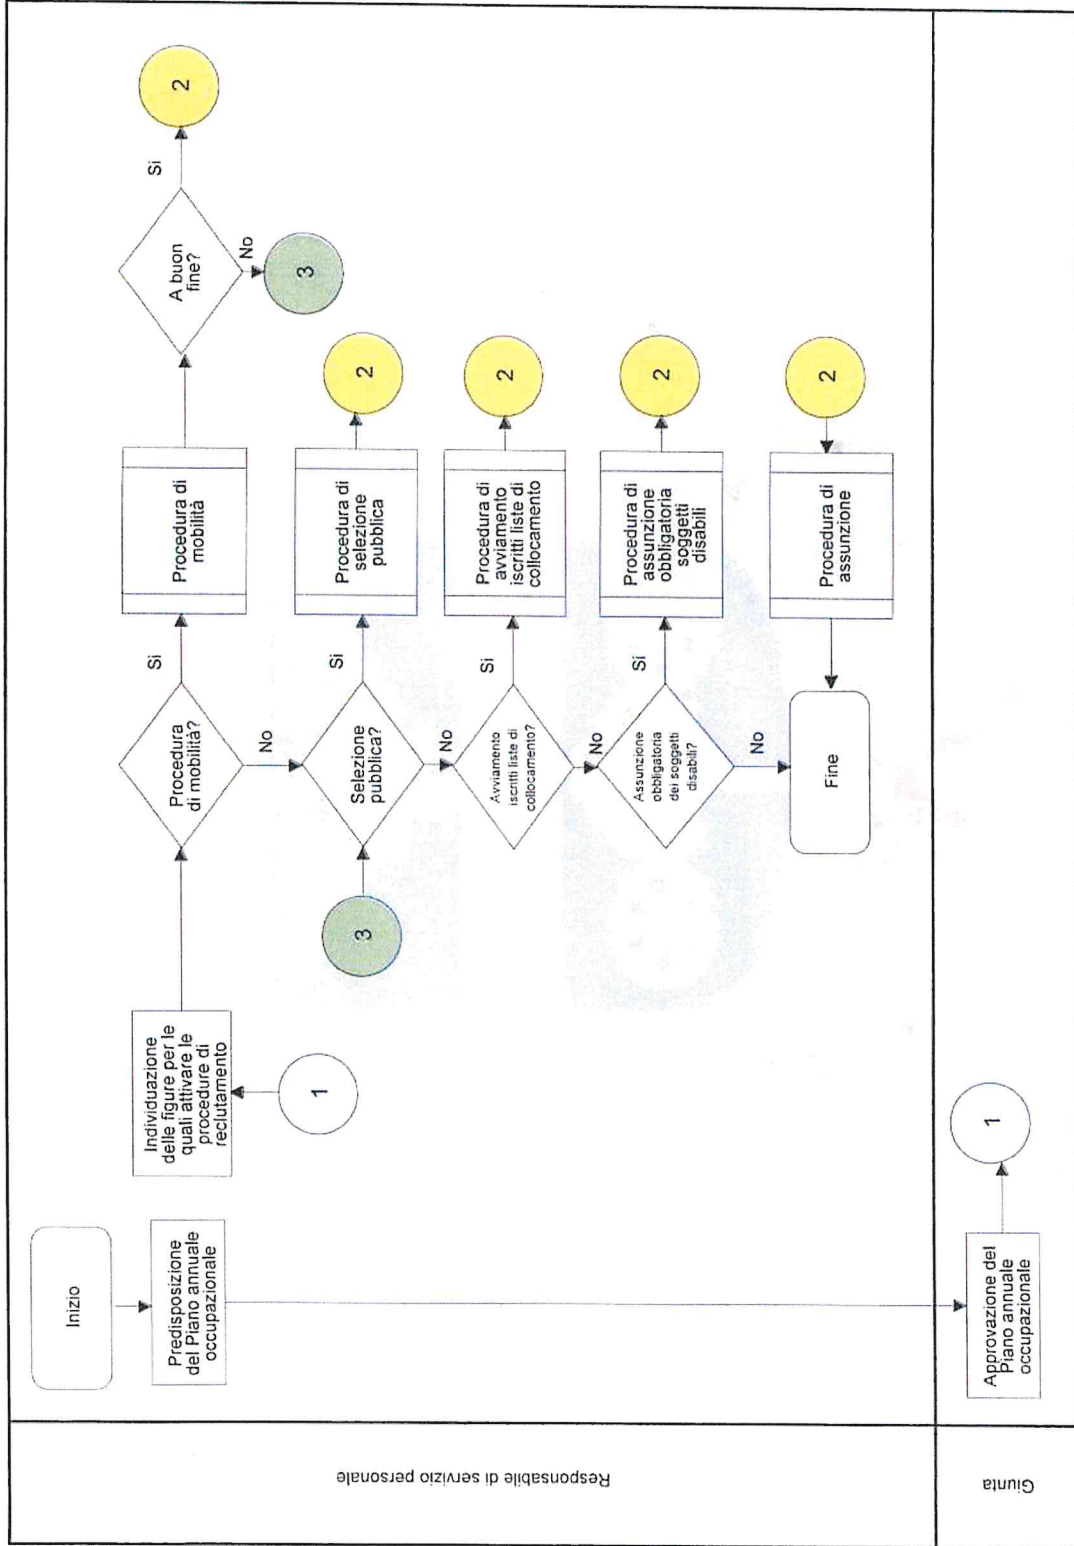 Responsabile di servizio personale
Giunta
Inizio
Predisposizione
del Piano annuale
occupazionale
Approvazione del
Piano annuale
occupazionale
1
1
Individuazione
delle figure per le
quali attivare le
procedure di
reclutamento
Procedura
di mobilità?
Si
No
Procedura di
mobilità
A buon
fine?
Si
2
No
3
3
Selezione
pubblica?
Si
No
Procedura di
selezione
pubblica
2
Avviamento
iscritti liste di
collocamento?
Si
No
Procedura di
avviamento
iscritti liste di
collocamento
2
Assunzione
obbligatoria
dei soggetti
disabili?
Si
No
Procedura di
assunzione
obbligatoria
soggetti
disabili
2
Fine
Procedura di
assunzione
2